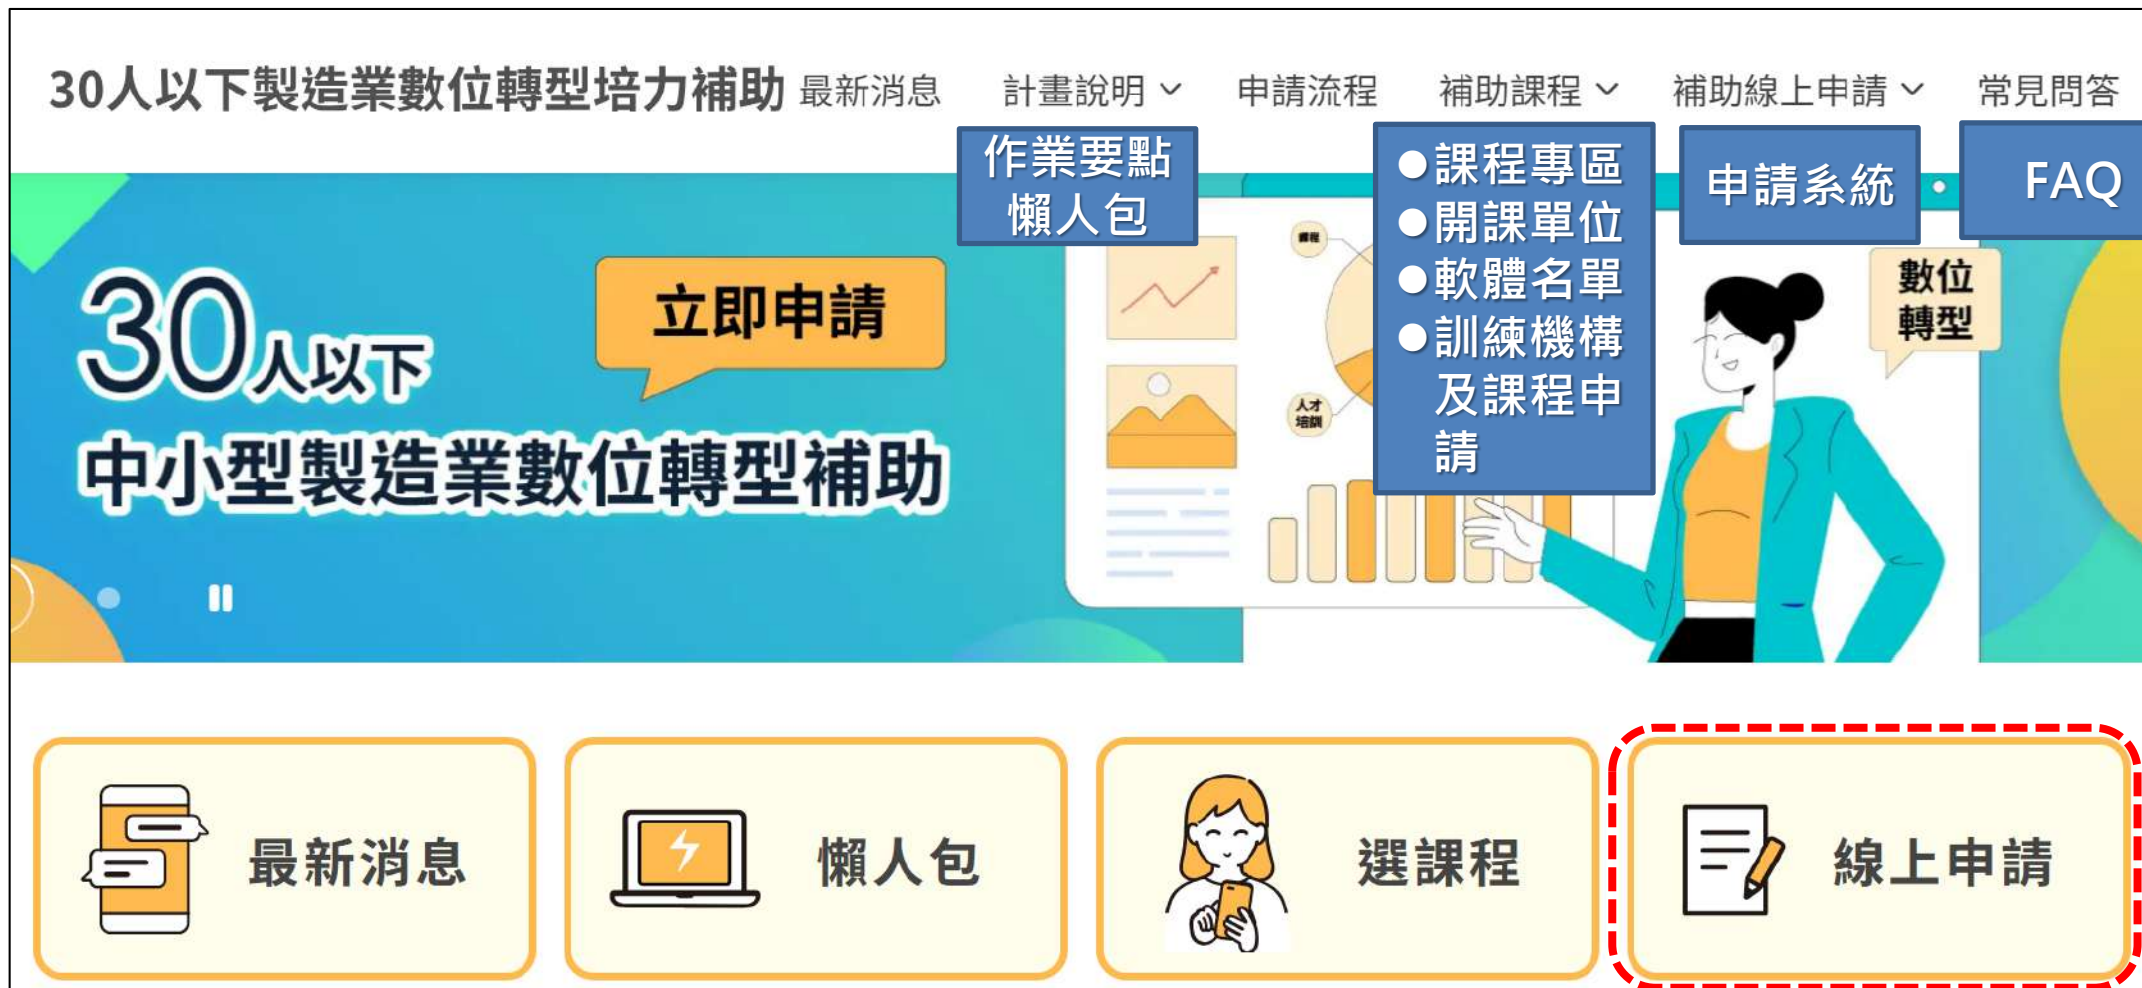 30人以下製造業數位轉型培力補助 最新消息 計畫說明 申請流程 補助課程 補助線上申請 常見問答
作業要點
懶人包
●課程專區
●開課單位
●軟體名單
●訓練機構
及課程申
請
申請系統
FAQ
30人以下
中小型製造業數位轉型補助
立即申請
課程
人才
培訓
數位
轉型
最新消息
懶人包
選課程
線上申請